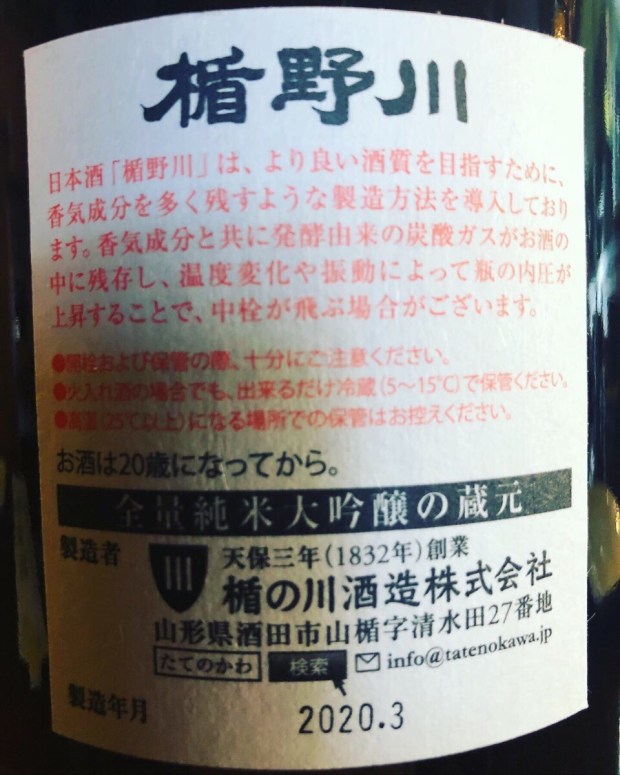 楯野川
日本酒「楯野川」は、より良い酒質を目指すために、
香気成分を多く残すような製造方法を導入しており
ます。香気成分と共に発酵由来の炭酸ガスがお酒の
中に残存し、温度変化や振動によって瓶の内圧が
上昇することで、中栓が飛ぶ場合がございます。
●開栓および保管の際、十分にご注意ください。
●火入れ酒の場合でも、出来るだけ冷蔵(5〜15℃)で保管ください。
●高温(25℃以上)になる場所での保管はお控えください。
お酒は20歳になってから。
全量純米大吟醸の蔵元
製造者
天保三年(1832年)創業
楯の川酒造株式会社
山形県酒田市山楯字清水田27番地
たてのかわ 検索 info@tatenokawa.jp
製造年月 2020.3